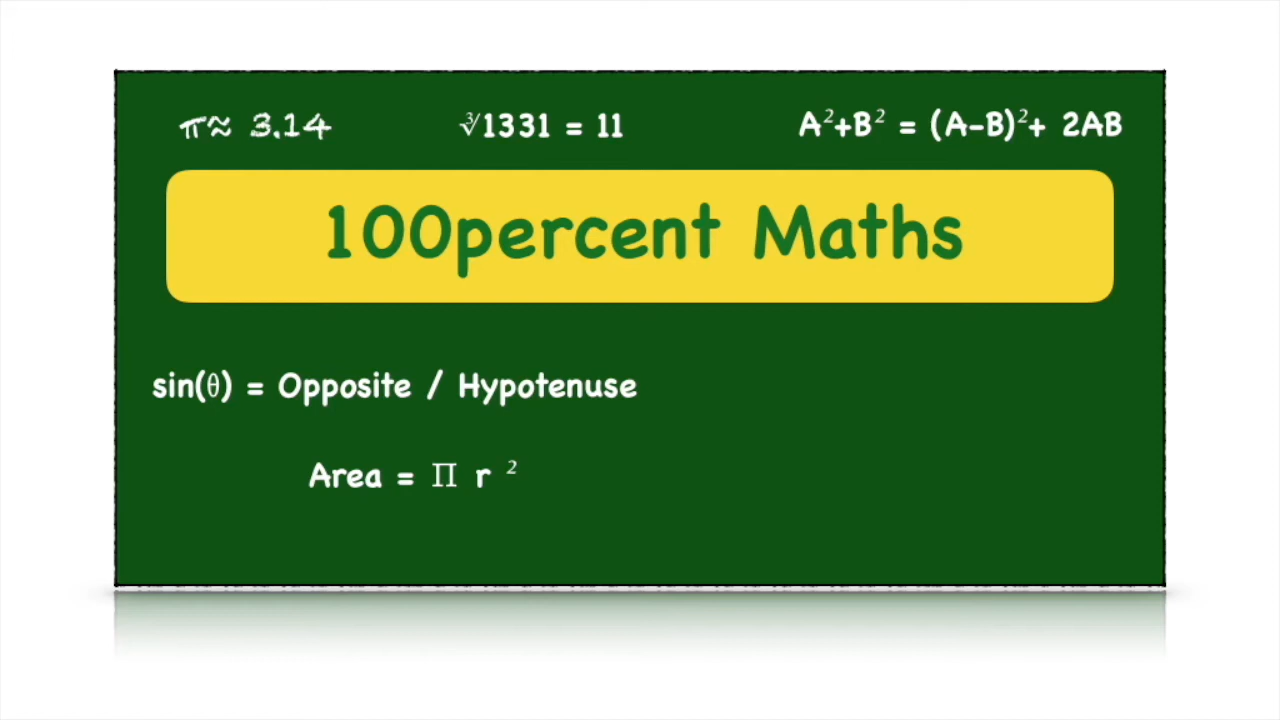 π≈ 3.14 ∛1331 = 11 A²+B² = (A-B)²+ 2AB
100percent Maths
sin(θ) = Opposite / Hypotenuse
Area = Π r ²